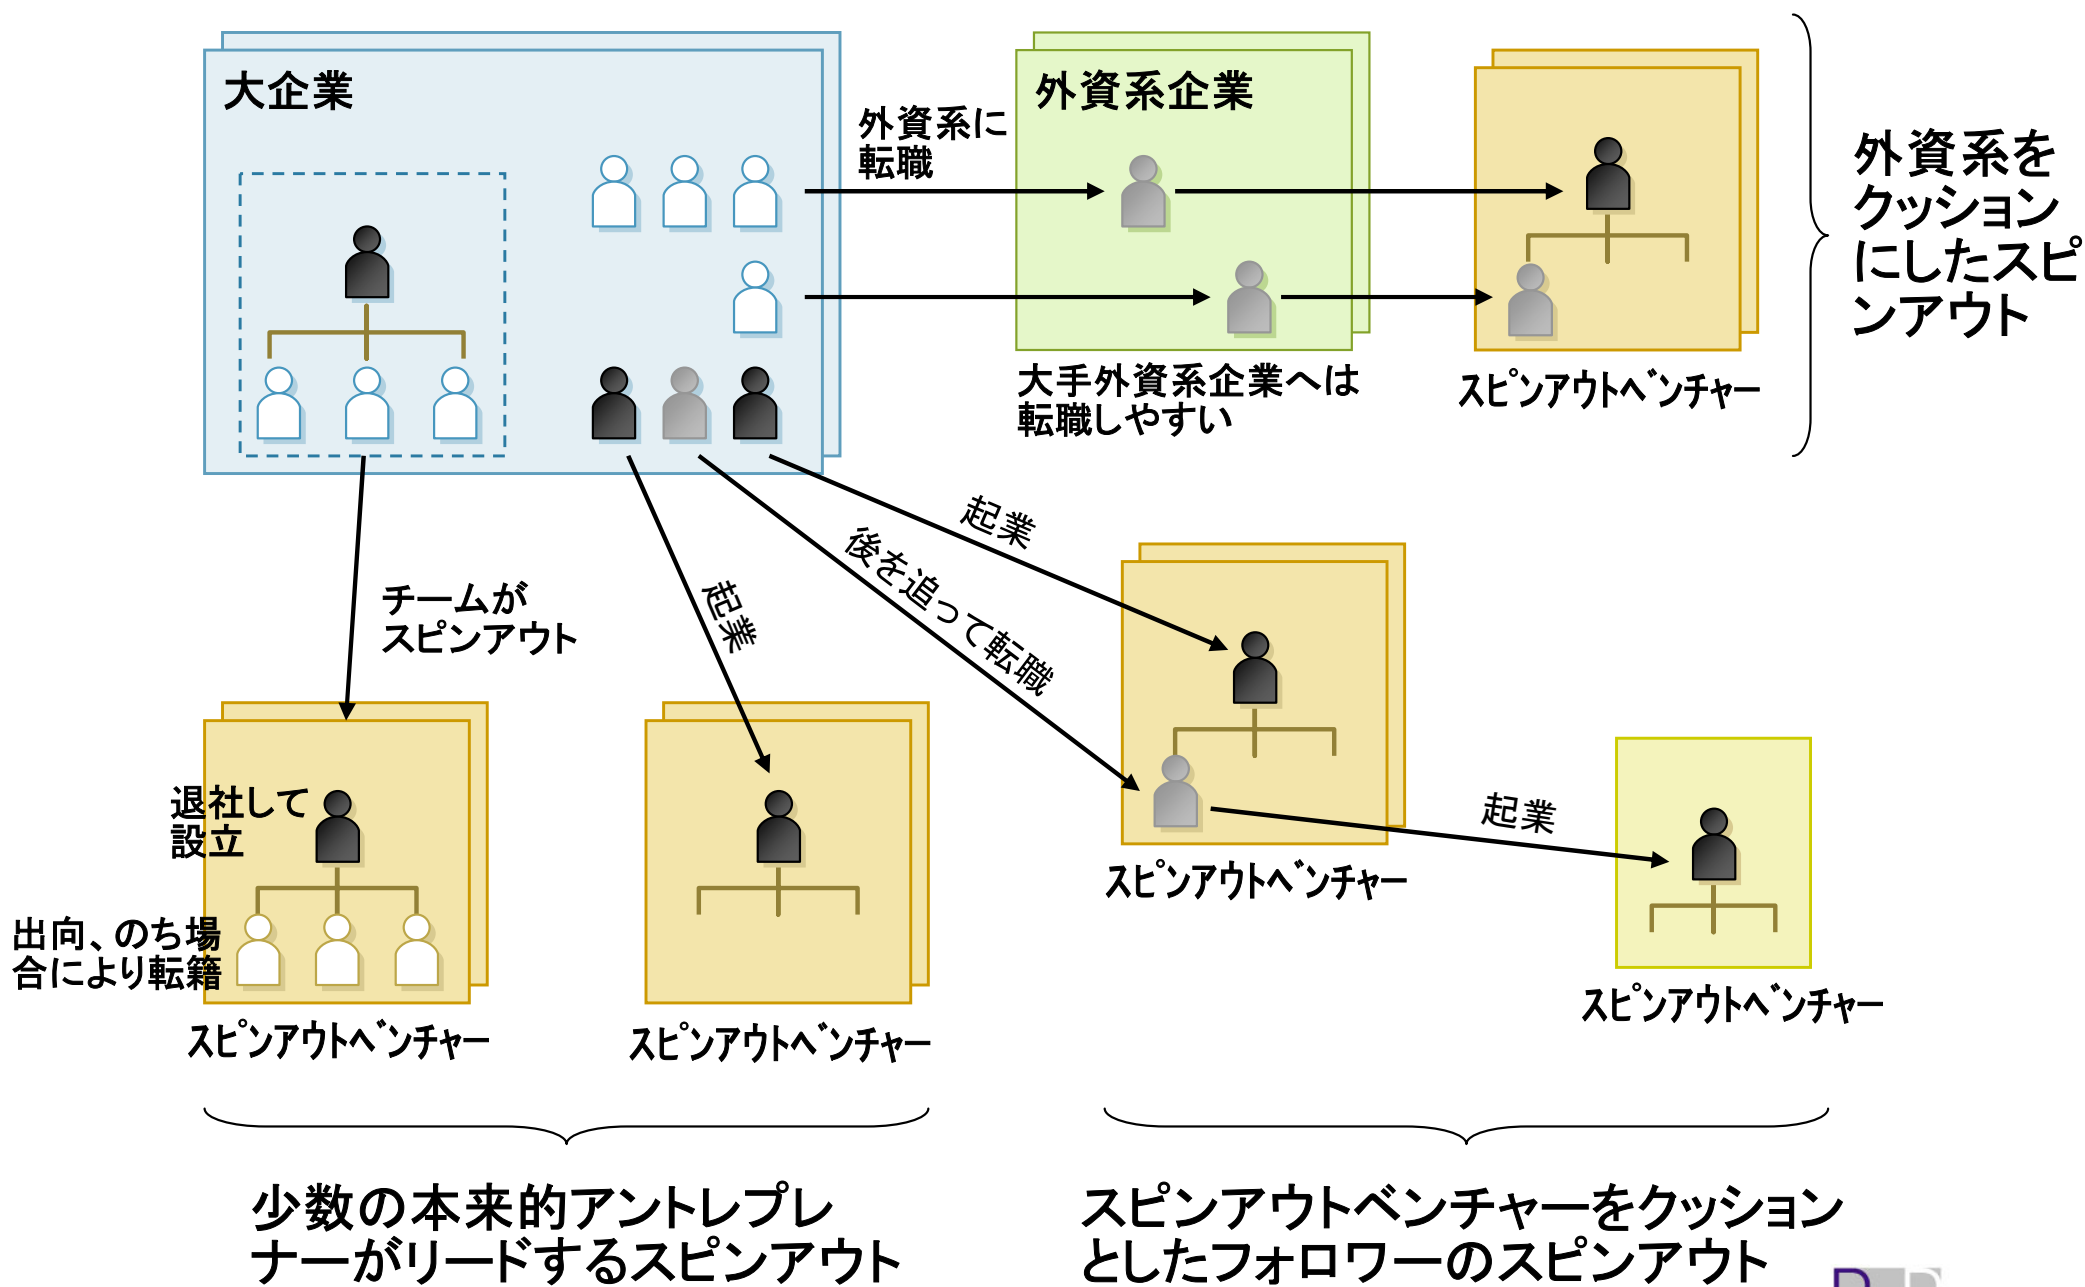 大企業
外資系に
転職
外資系企業
大手外資系企業へは
転職しやすい
スピンアウトベンチャー
外資系を
クッション
にしたスピ
ンアウト
チームが
スピンアウト
起業
後を追って転職
起業
退社して
設立
出向、のち場
合により転籍
スピンアウトベンチャー
スピンアウトベンチャー
スピンアウトベンチャー
起業
スピンアウトベンチャー
少数の本来的アントレプレ
ナーがリードするスピンアウト
スピンアウトベンチャーをクッション
としたフォロワーのスピンアウト